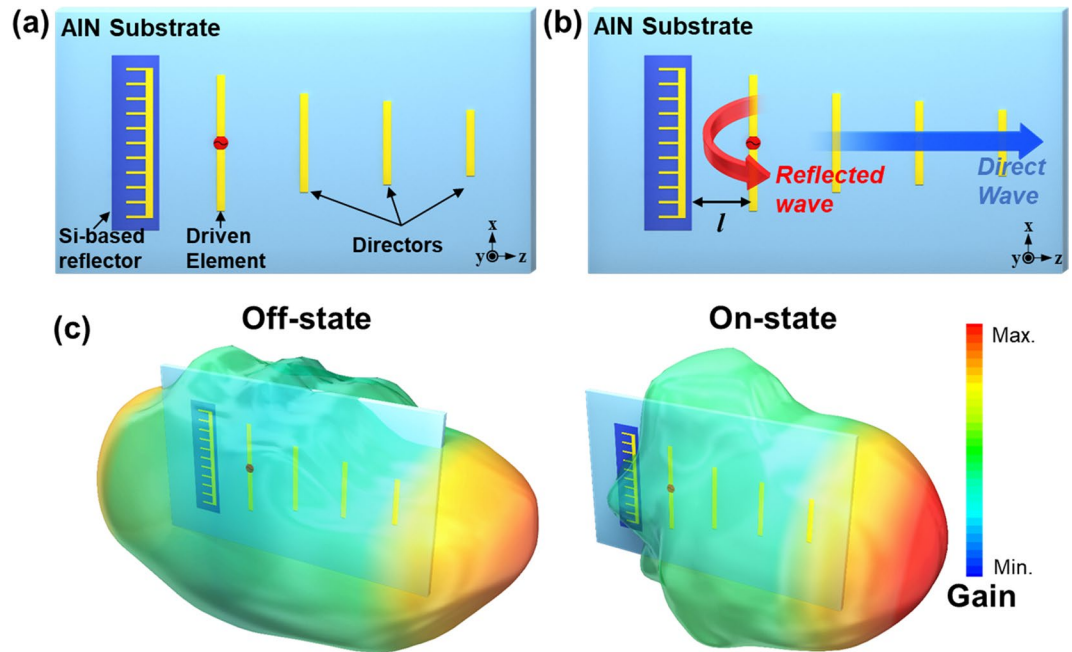 (a)
AlN Substrate
Si-based
reflector
Driven
Element
Directors
x
y
z
(b)
AlN Substrate
l
Reflected
wave
Direct
Wave
x
y
z
(c)
Off-state
On-state
Max.
Min.
Gain